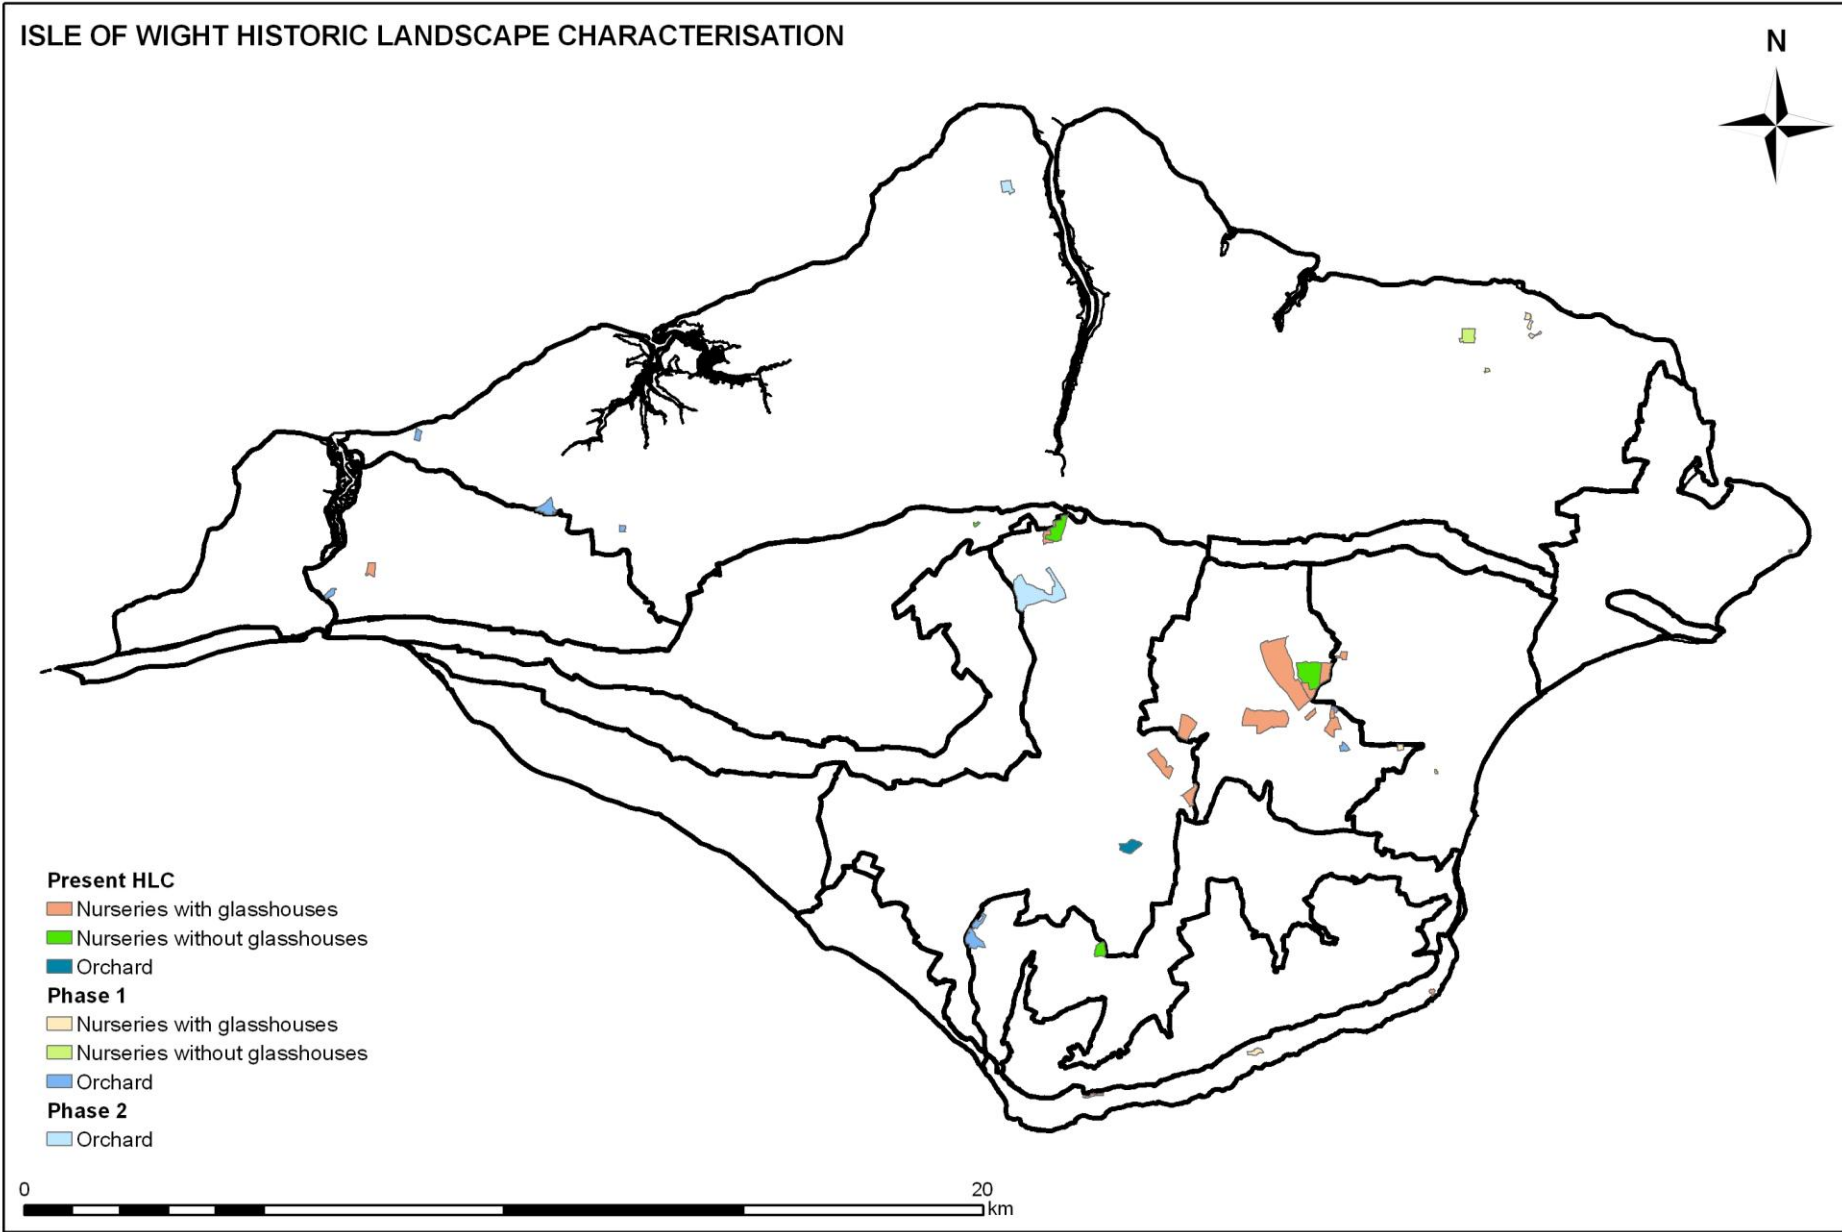 ISLE OF WIGHT HISTORIC LANDSCAPE CHARACTERISATION
N
Present HLC
Nurseries with glasshouses
Nurseries without glasshouses
Orchard
Phase 1
Nurseries with glasshouses
Nurseries without glasshouses
Orchard
Phase 2
Orchard
0 20
km